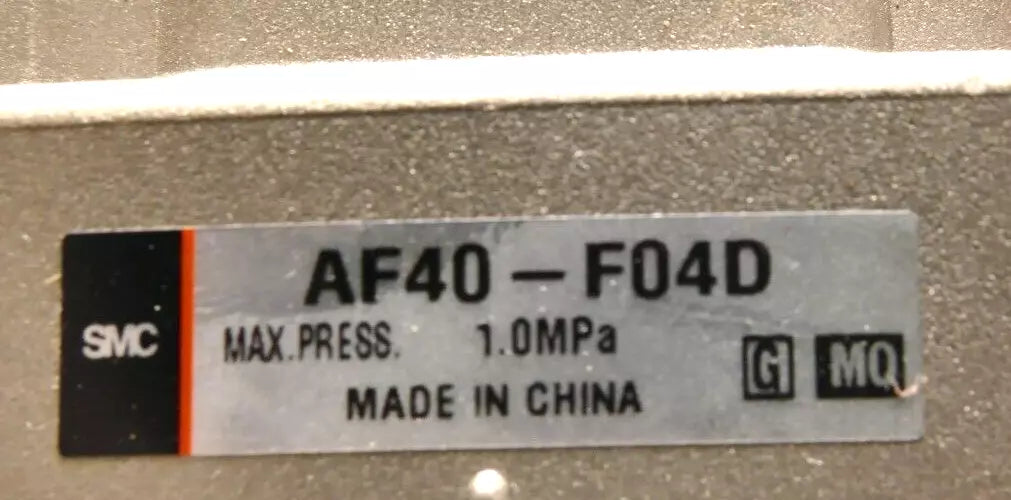 AF40-F04D
SMC
MAX.PRESS. 1.0MPa
G MQ
MADE IN CHINA